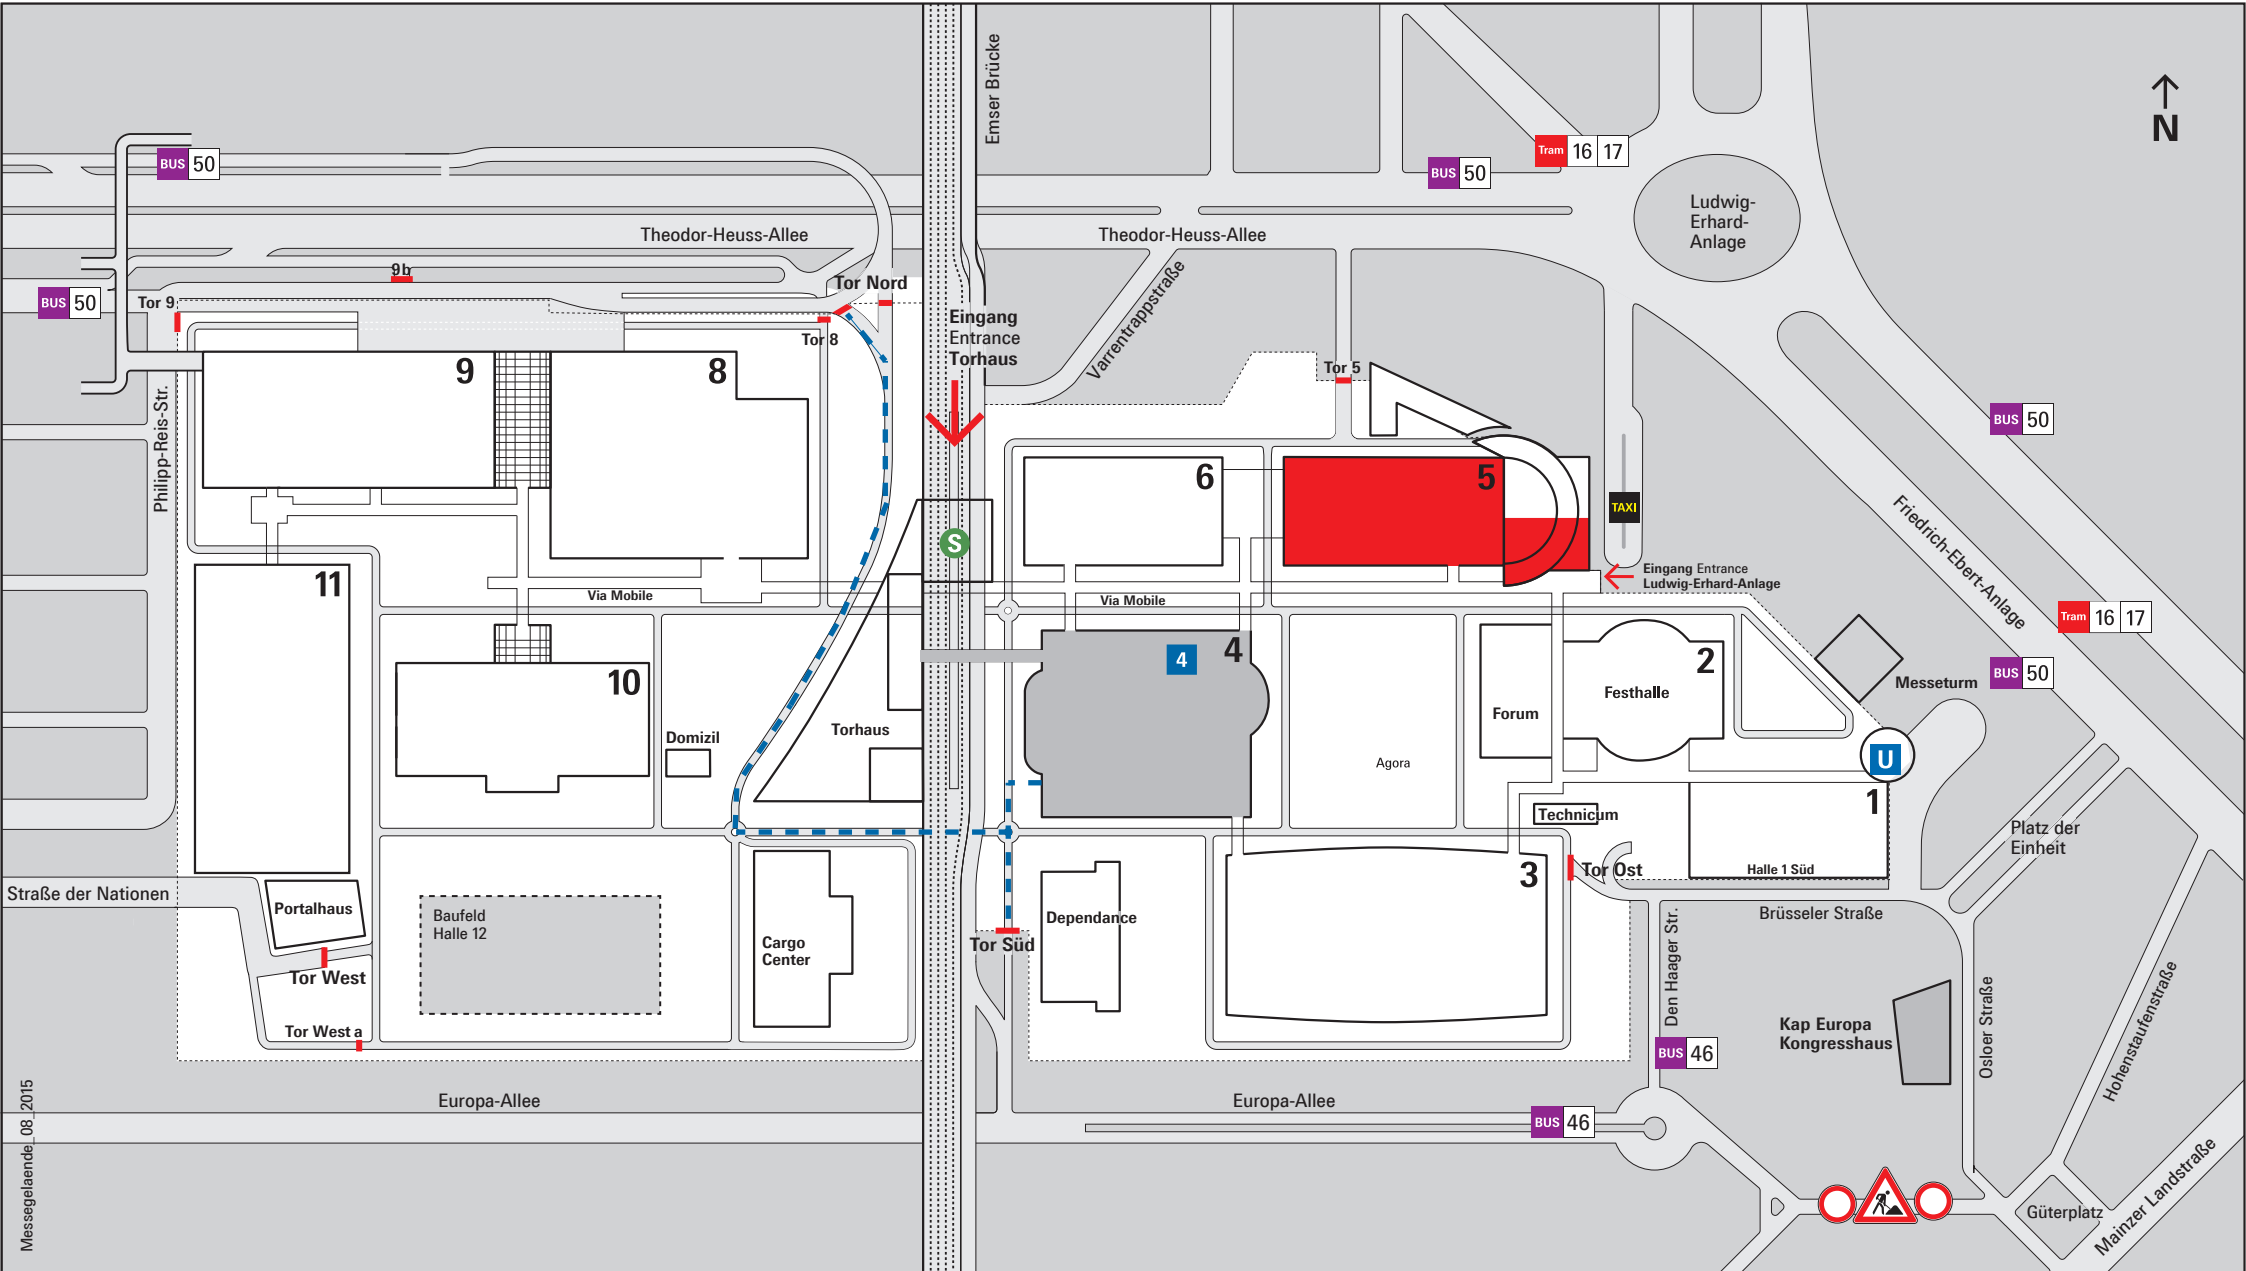 Emser Brücke
N
BUS 50
Tram 16 17
BUS 50
Ludwig-
Erhard-
Anlage
Theodor-Heuss-Allee
Theodor-Heuss-Allee
9b
Tor Nord
BUS 50
Tor 9
Eingang
Entrance
Torhaus
Tor 8
Varrentrappstraße
Tor 5
9
8
Philipp-Reis-Str.
BUS 50
6
5
TAXI
Friedrich-Ebert-Anlage
S
Eingang Entrance
Ludwig-Erhard-Anlage
11
Via Mobile
Via Mobile
Tram 16 17
4
4
2
10
Festhalle
Messeturm
BUS 50
Forum
Torhaus
Domizil
Agora
U
1
Technicum
Platz der
Einheit
Halle 1 Süd
3
Tor Ost
Straße der Nationen
Portalhaus
Baufeld
Halle 12
Cargo
Center
Dependance
Tor Süd
Brüsseler Straße
Den Haager Str.
Tor West
Osloer Straße
Hohenstaufenstraße
Tor West a
Kap Europa
Kongresshaus
BUS 46
Europa-Allee
Europa-Allee
BUS 46
Messegelaende_08_2015
Güterplatz
Mainzer Landstraße